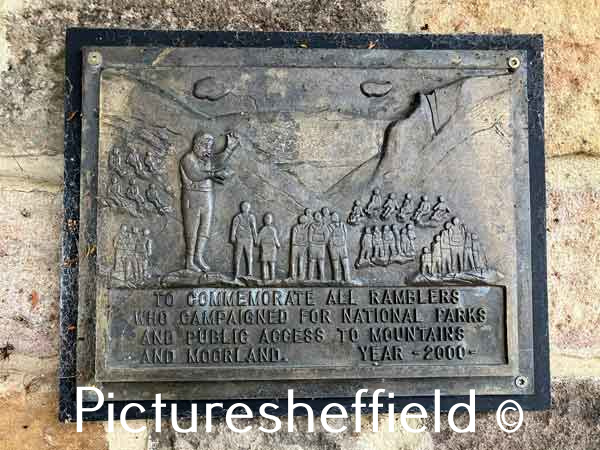 TO COMMEMORATE ALL RAMBLERS
WHO CAMPAIGNED FOR NATIONAL PARKS
AND PUBLIC ACCESS TO MOUNTAINS
AND MOORLAND. YEAR -2000-
Picturesheffield ©